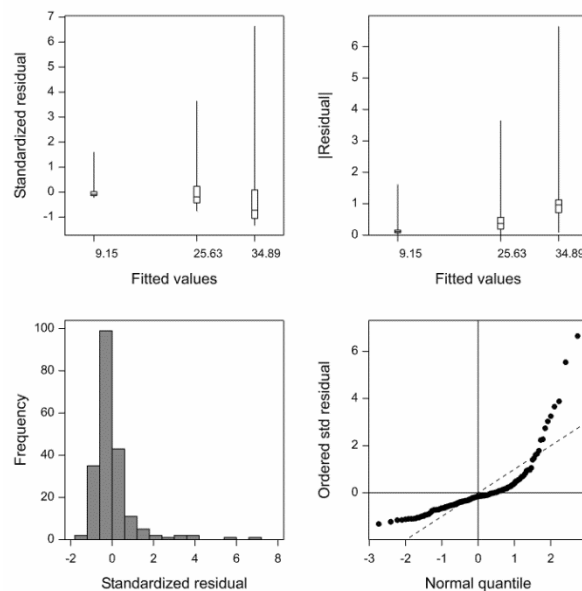 Standardized residual
7
6
5
4
3
2
1
0
-1
9.15 25.63 34.89
Fitted values
|Residual|
6
5
4
3
2
1
0
9.15 25.63 34.89
Fitted values
Frequency
100
80
60
40
20
0
-2 0 2 4 6 8
Standardized residual
Ordered std residual
6
4
2
0
-2
-3 -2 -1 0 1 2
Normal quantile